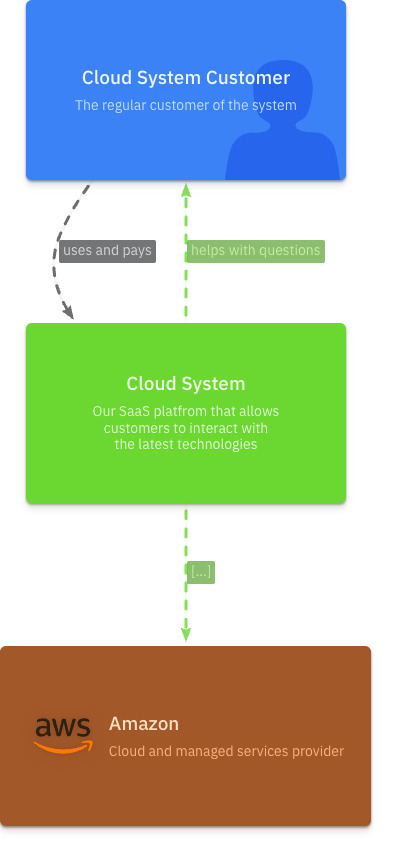 Cloud System Customer
The regular customer of the system
uses and pays
helps with questions
Cloud System
Our SaaS platfrom that allows
customers to interact with
the latest technologies
[...]
aws
Amazon
Cloud and managed services provider